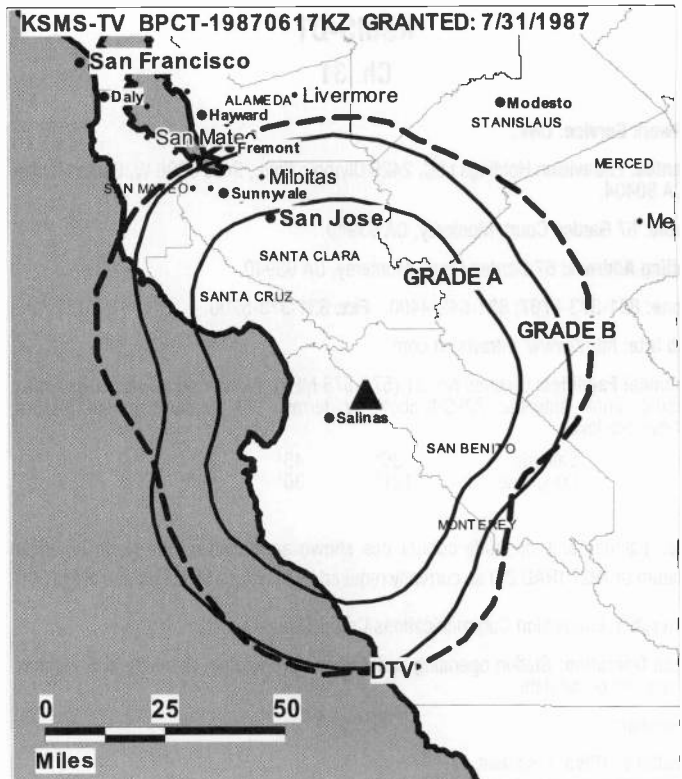 KSMS-TV BPCT-19870617KZ GRANTED: 7/31/1987
San Francisco
Daly
ALAMEDA
Livermore
Hayward
Modesto
STANISLAUS
San Mateo
Fremont
MERCED
Milpitas
SAN MATEO
Sunnyvale
San Jose
Me
SANTA CLARA
GRADE A
SANTA CRUZ
GRADE B
Salinas
SAN BENITO
MONTEREY
DTV
0 25 50
Miles